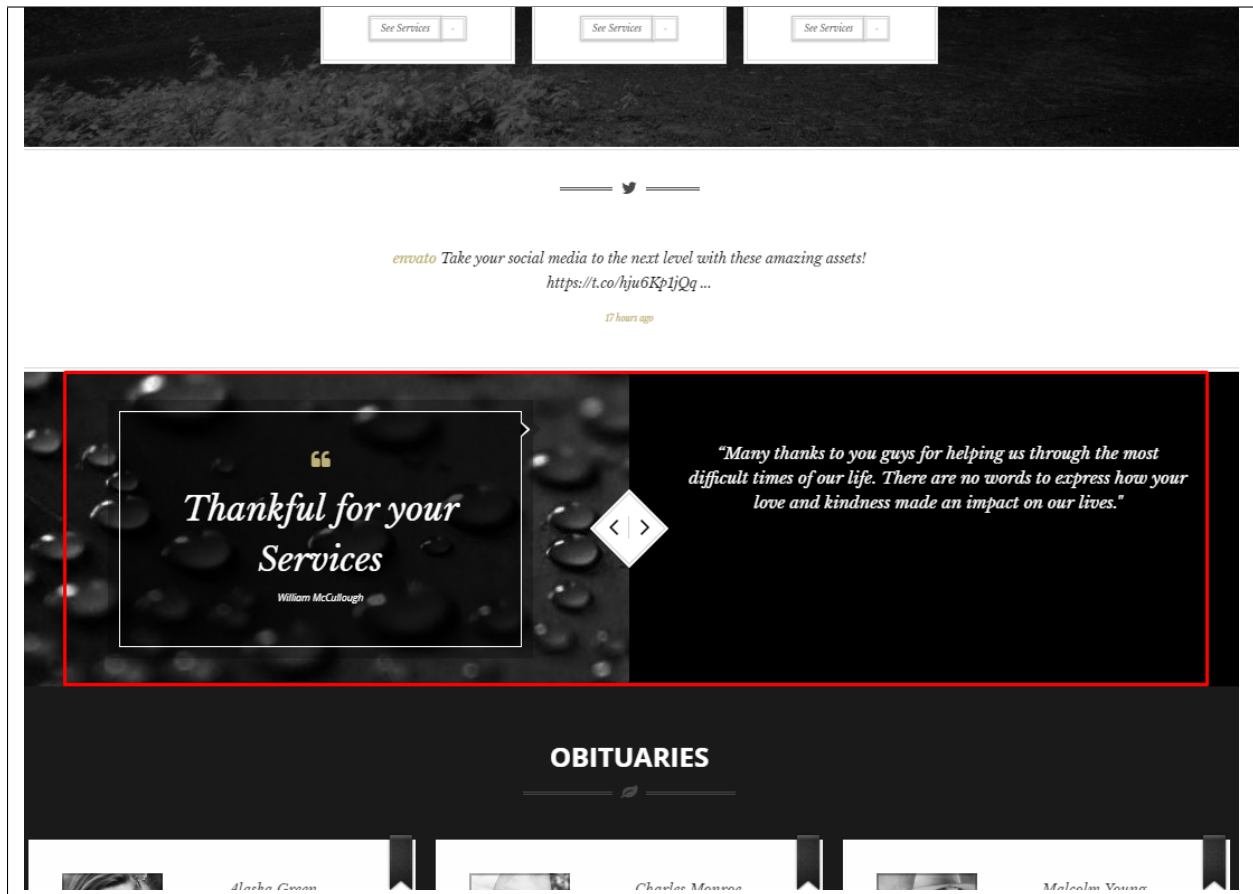 See Services
See Services
See Services
envato Take your social media to the next level with these amazing assets!
https://t.co/hju6Kp1jQq ...
17 hours ago
“
Thankful for your
Services
William McCullough
“Many thanks to you guys for helping us through the most
difficult times of our life. There are no words to express how your
love and kindness made an impact on our lives."
OBITUARIES
Alasha Green
Charles Monroe
Malcolm Young